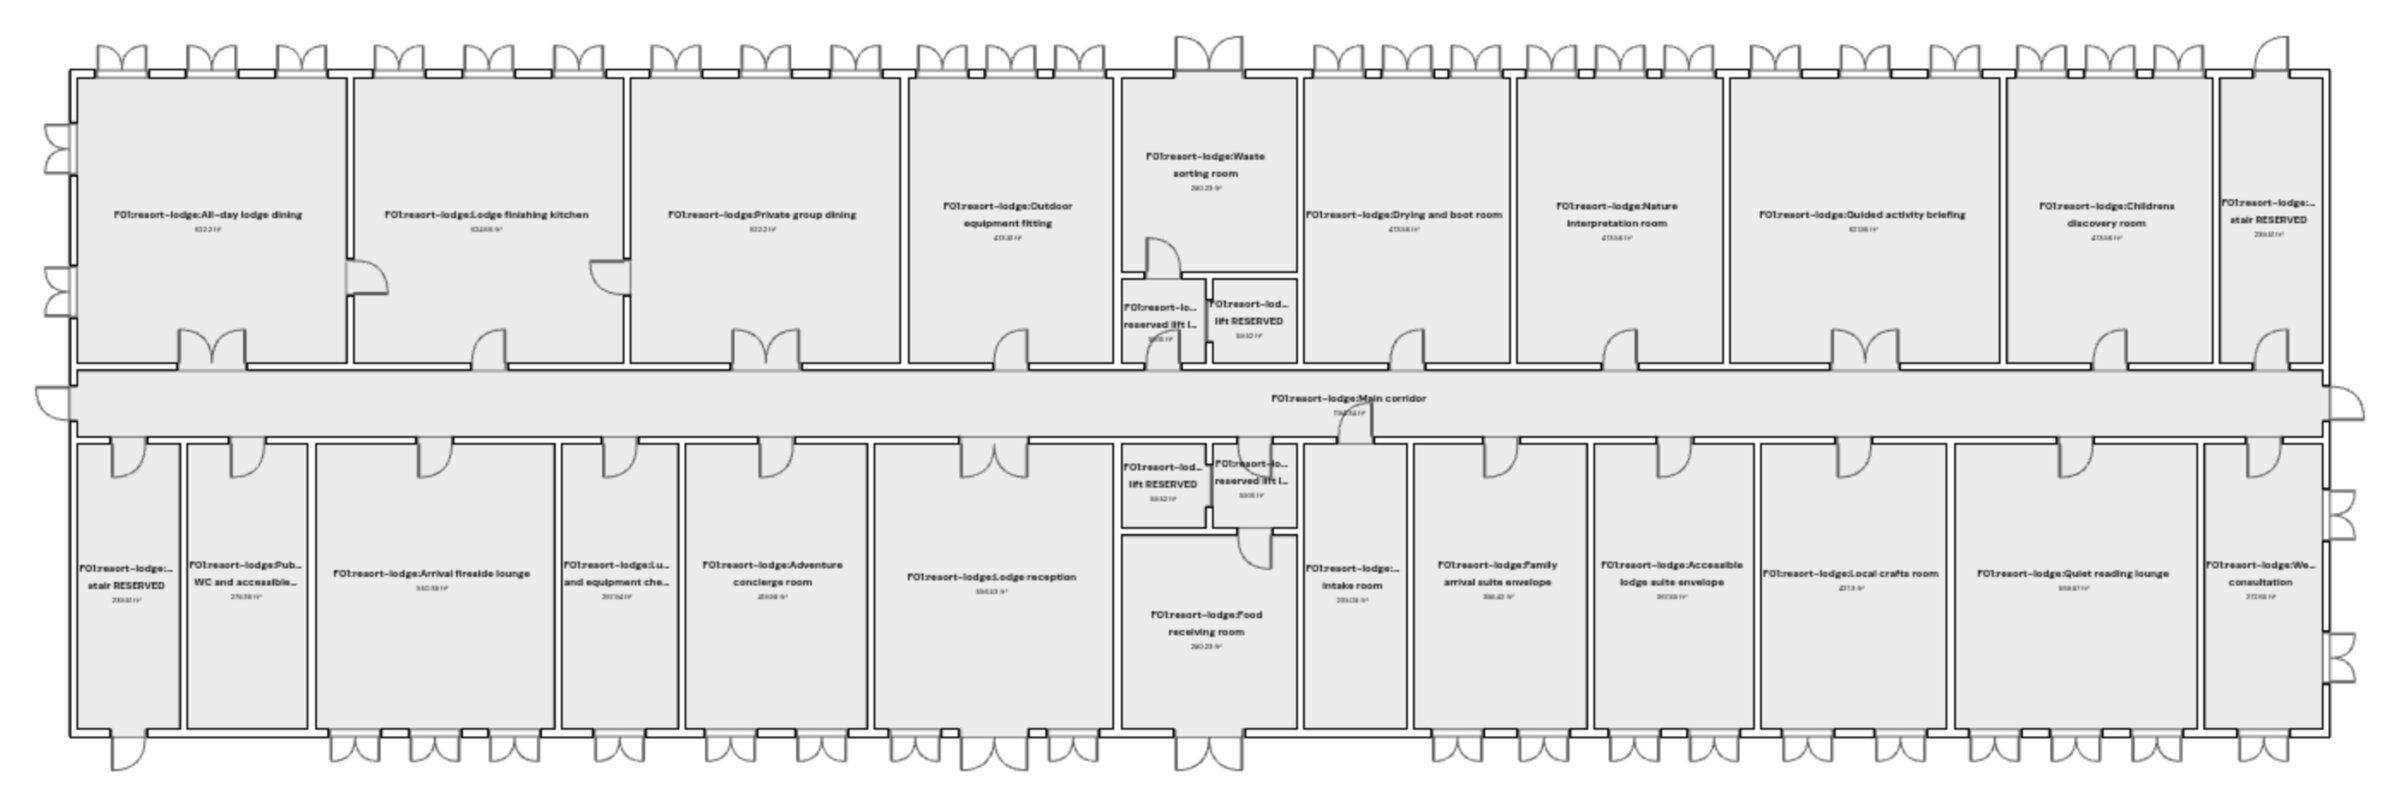 F01:resort-lodge:Waste
sorting room
F01:resort-lodge:All-day lodge dining
F01:resort-lodge:Lodge finishing kitchen
F01:resort-lodge:Private group dining
F01:resort-lodge:Outdoor
equipment fitting
F01:resort-lodge:Drying and boot room
F01:resort-lodge:Nature
interpretation room
F01:resort-lodge:Guided activity briefing
F01:resort-lodge:Childrens
discovery room
F01:resort-lodge:...
stair RESERVED
F01:resort-lo...
reserved lift l...
F01:resort-lod...
lift RESERVED
F01:resort-lodge:Main corridor
F01:resort-lod...
lift RESERVED
F01:resort-lo...
reserved lift l...
F01:resort-lodge:...
stair RESERVED
F01:resort-lodge:Pub...
WC and accessible...
F01:resort-lodge:Arrival fireside lounge
F01:resort-lodge:Lu...
and equipment che...
F01:resort-lodge:Adventure
concierge room
F01:resort-lodge:Lodge reception
F01:resort-lodge:Food
receiving room
F01:resort-lodge:...
intake room
F01:resort-lodge:Family
arrival suite envelope
F01:resort-lodge:Accessible
lodge suite envelope
F01:resort-lodge:Local crafts room
F01:resort-lodge:Quiet reading lounge
F01:resort-lodge:We...
consultation